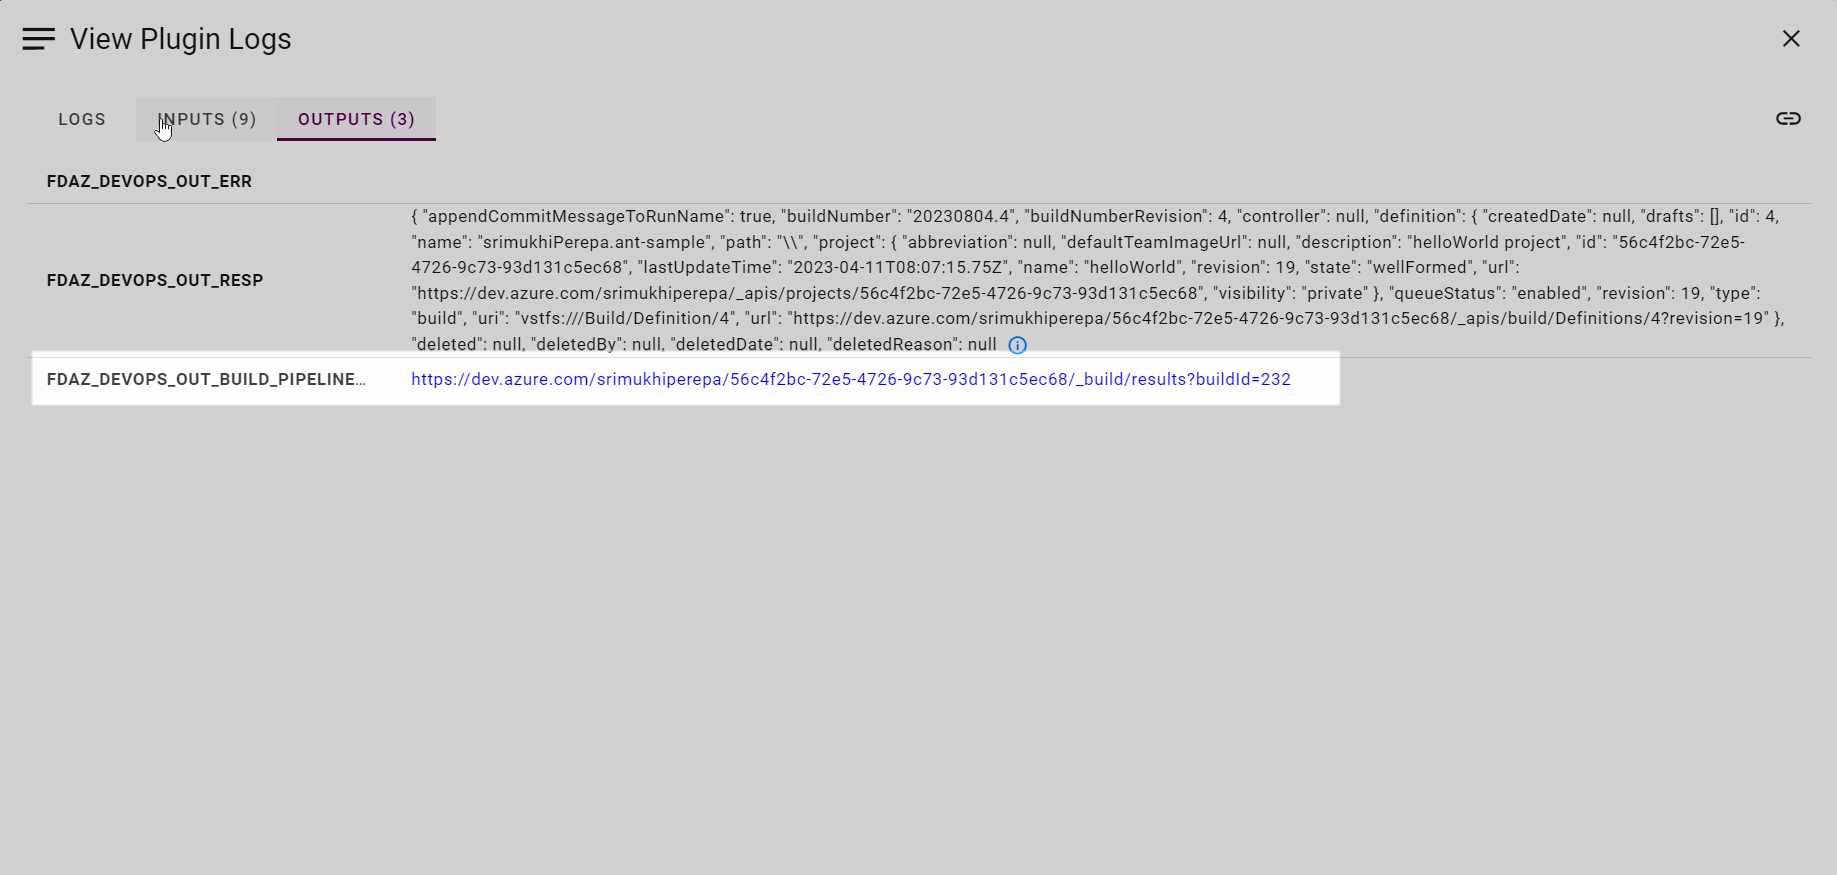 View Plugin Logs
LOGS
INPUTS (9)
OUTPUTS (3)
FDAZ_DEVOPS_OUT_ERR
FDAZ_DEVOPS_OUT_RESP
{ "appendCommitMessageToRunName": true, "buildNumber": "20230804.4", "buildNumberRevision": 4, "controller": null, "definition": { "createdDate": null, "drafts": [], "id": 4,
"name": "srimukhiPerepa.ant-sample", "path": "\\", "project": { "abbreviation": null, "defaultTeamImageUrl": null, "description": "helloWorld project", "id": "56c4f2bc-72e5-
4726-9c73-93d131c5ec68", "lastUpdateTime": "2023-04-11T08:07:15.75Z", "name": "helloWorld", "revision": 19, "state": "wellFormed", "url":
"https://dev.azure.com/srimukhiperepa/_apis/projects/56c4f2bc-72e5-4726-9c73-93d131c5ec68", "visibility": "private" }, "queueStatus": "enabled", "revision": 19, "type":
"build", "uri": "vstfs:///Build/Definition/4", "url": "https://dev.azure.com/srimukhiperepa/56c4f2bc-72e5-4726-9c73-93d131c5ec68/_apis/build/Definitions/4?revision=19" },
"deleted": null, "deletedBy": null, "deletedDate": null, "deletedReason": null
FDAZ_DEVOPS_OUT_BUILD_PIPELINE…
https://dev.azure.com/srimukhiperepa/56c4f2bc-72e5-4726-9c73-93d131c5ec68/_build/results?buildId=232